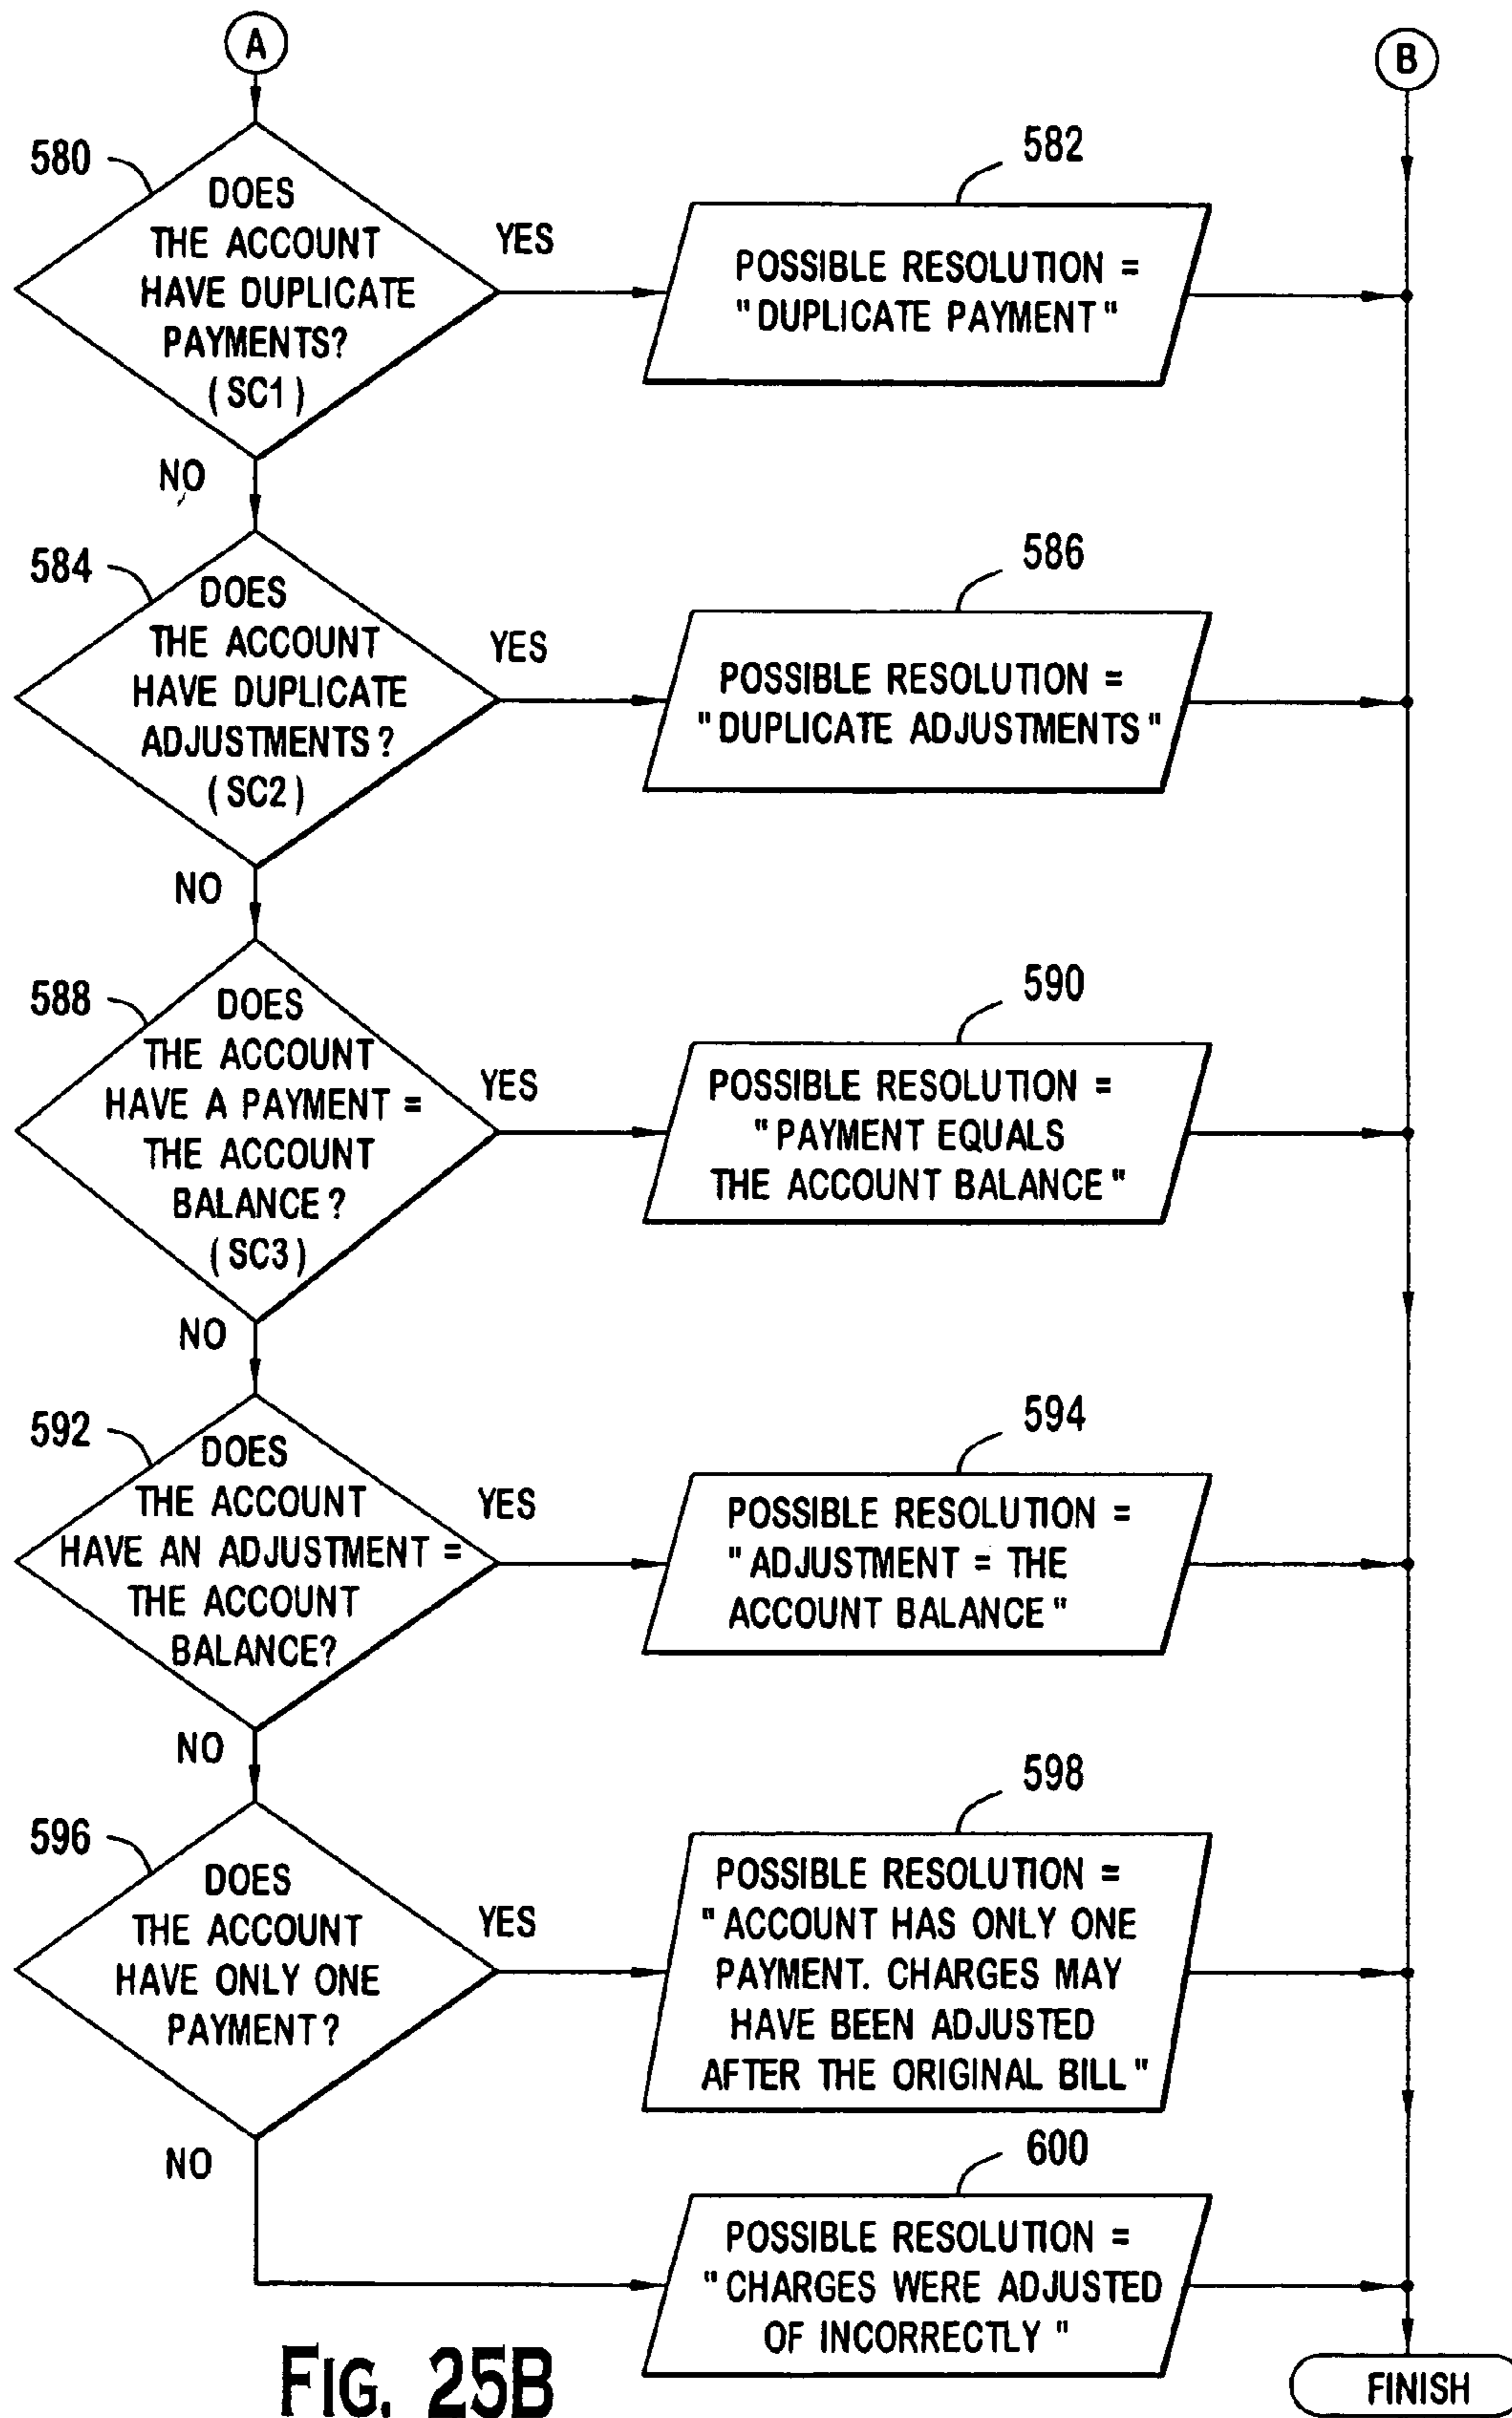 A
B
580
DOES
THE ACCOUNT
HAVE DUPLICATE
PAYMENTS?
(SC1)
YES
582
POSSIBLE RESOLUTION =
"DUPLICATE PAYMENT"
NO
584
DOES
THE ACCOUNT
HAVE DUPLICATE
ADJUSTMENTS?
(SC2)
YES
586
POSSIBLE RESOLUTION =
"DUPLICATE ADJUSTMENTS"
NO
588
DOES
THE ACCOUNT
HAVE A PAYMENT =
THE ACCOUNT
BALANCE?
(SC3)
YES
590
POSSIBLE RESOLUTION =
"PAYMENT EQUALS
THE ACCOUNT BALANCE"
NO
592
DOES
THE ACCOUNT
HAVE AN ADJUSTMENT =
THE ACCOUNT
BALANCE?
YES
594
POSSIBLE RESOLUTION =
"ADJUSTMENT = THE
ACCOUNT BALANCE"
NO
596
DOES
THE ACCOUNT
HAVE ONLY ONE
PAYMENT?
YES
598
POSSIBLE RESOLUTION =
"ACCOUNT HAS ONLY ONE
PAYMENT. CHARGES MAY
HAVE BEEN ADJUSTED
AFTER THE ORIGINAL BILL"
NO
600
POSSIBLE RESOLUTION =
"CHARGES WERE ADJUSTED
OF INCORRECTLY"
FINISH
FIG. 25B